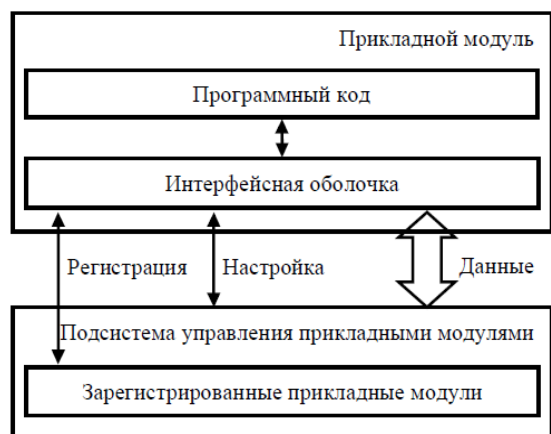 Прикладной модуль
Программный код
Интерфейсная оболочка
Регистрация
Настройка
Данные
Подсистема управления прикладными модулями
Зарегистрированные прикладные модули